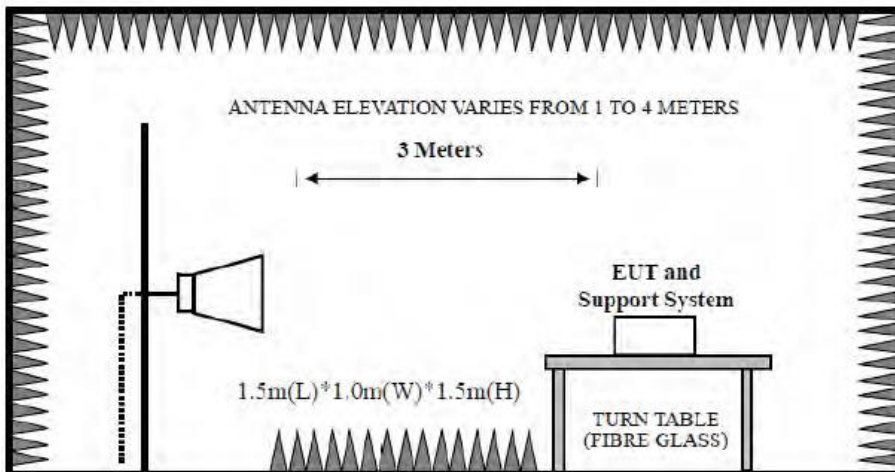 ANTENNA ELEVATION VARIES FROM 1 TO 4 METERS
3 Meters
EUT and
Support System
1.5m(L)*1.0m(W)*1.5m(H)
TURN TABLE
(FIBRE GLASS)